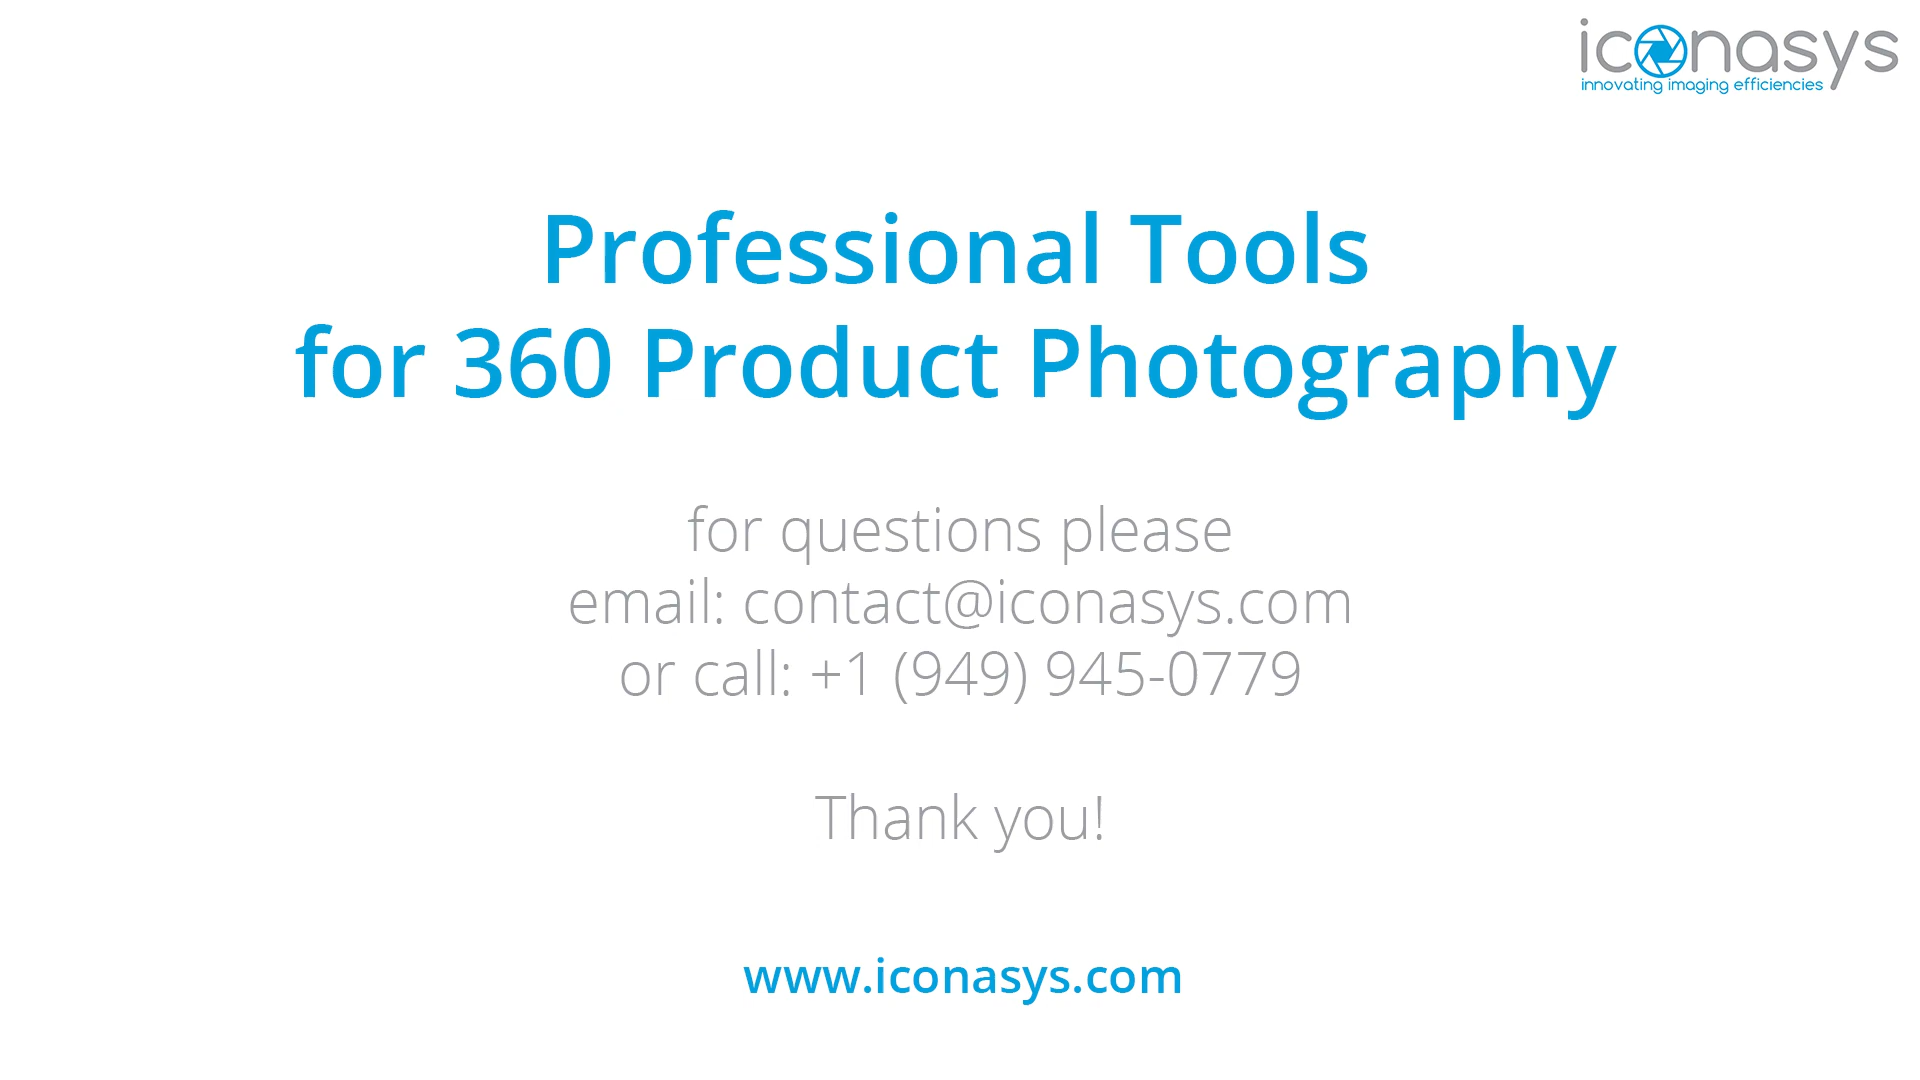 iconasys
innovating imaging efficiencies
Professional Tools
for 360 Product Photography
for questions please
email: contact@iconasys.com
or call: +1 (949) 945-0779
Thank you!
www.iconasys.com